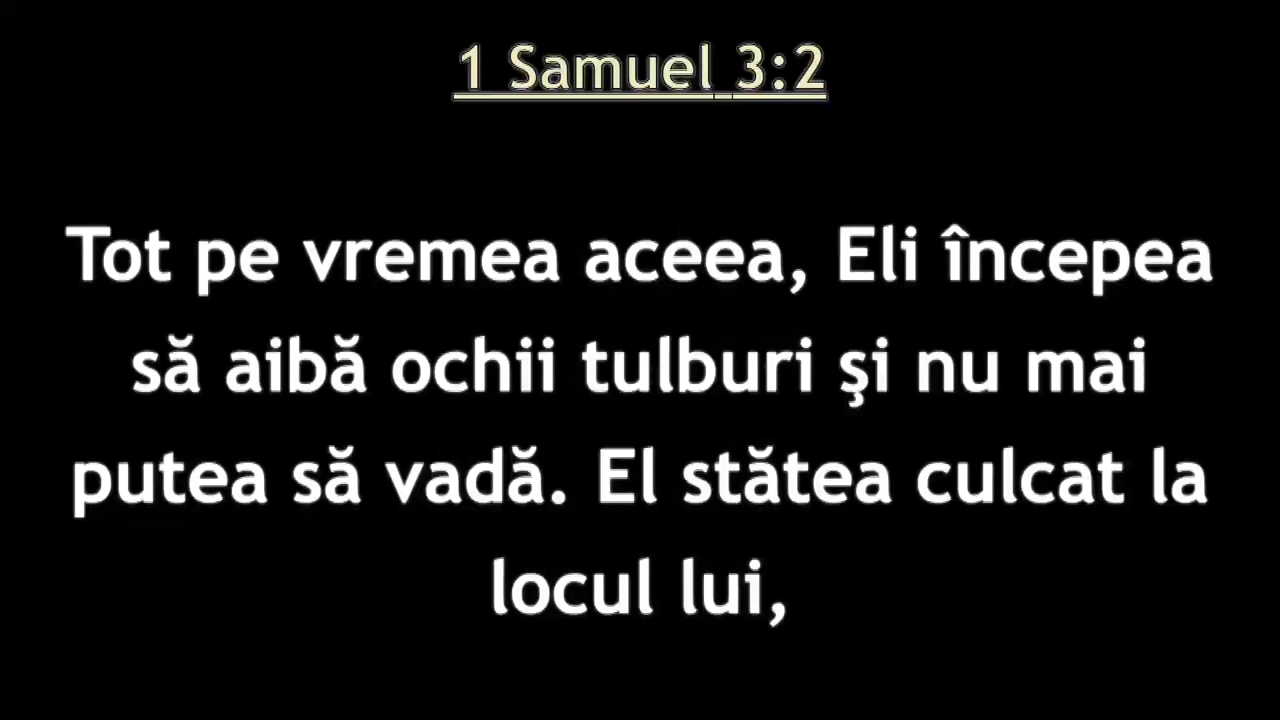 1 Samuel 3:2
Tot pe vremea aceea, Eli începea
să aibă ochii tulburi şi nu mai
putea să vadă. El stătea culcat la
locul lui,